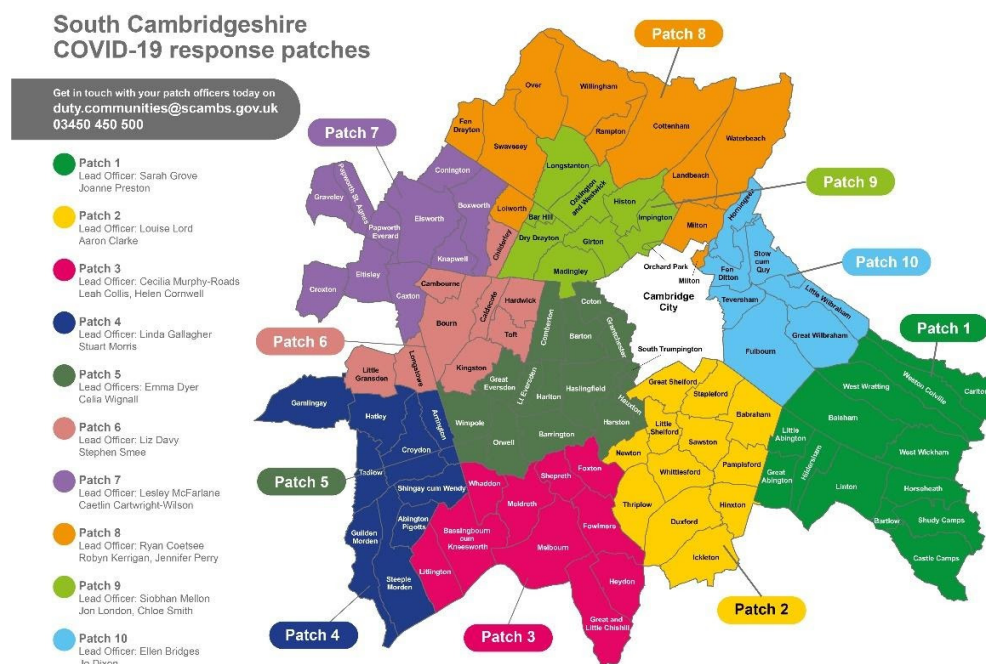 South Cambridgeshire
COVID-19 response patches
Get in touch with your patch officers today on
duty.communities@scambs.gov.uk
03450 450 500
Patch 1
Lead Officer: Sarah Grove
Joanne Preston
Patch 2
Lead Officer: Louise Lord
Aaron Clarke
Patch 3
Lead Officer: Cecilia Murphy-Roads
Leah Collis, Helen Cornwell
Patch 4
Lead Officer: Linda Gallagher
Stuart Morris
Patch 5
Lead Officers: Emma Dyer
Celia Wignall
Patch 6
Lead Officer: Liz Davy
Stephen Smee
Patch 7
Lead Officer: Lesley McFarlane
Caetlin Cartwright-Wilson
Patch 8
Lead Officer: Ryan Coetsee
Robyn Kerrigan, Jennifer Perry
Patch 9
Lead Officer: Siobhan Mellon
Jon London, Chloe Smith
Patch 10
Lead Officer: Ellen Bridges
Jo Dixon
Patch 8
Over
Willingham
Rampton
Cottenham
Waterbeach
Fen
Drayton
Swavesey
Landbeach
Lolworth
Milton
Milton
Patch 7
Conington
Graveley
Papworth St. Agnes
Boxworth
Elsworth
Papworth
Everard
Knapwell
Eltisley
Croxton
Caxton
Patch 9
Longstanton
Oakington
and Westwick
Histon
Impington
Bar Hill
Girton
Dry Drayton
Madingley
Orchard Park
Cambridge
City
South Trumpington
Patch 10
Horningsea
Stow
cum
Quy
Fen
Ditton
Little Wilbraham
Teversham
Great Wilbraham
Fulbourn
Patch 6
Childerley
Cambourne
Caldecote
Hardwick
Bourn
Toft
Kingston
Longstowe
Little
Gransden
Patch 5
Coton
Comberton
Barton
Grantchester
Great
Eversden
Lt Eversden
Haslingfield
Harlton
Hauxton
Wimpole
Harston
Barrington
Orwell
Patch 1
Weston Colville
Carlton
West Wratting
Balsham
Little
Abington
West Wickham
Great
Abington
Hildersham
Linton
Horseheath
Bartlow
Shudy Camps
Castle Camps
Patch 2
Great Shelford
Stapleford
Babraham
Little
Shelford
Sawston
Newton
Whittlesford
Pampisford
Thriplow
Hinxton
Duxford
Ickleton
Patch 4
Gamlingay
Hatley
Arrington
Croydon
Tadlow
Shingay cum Wendy
Abington
Pigotts
Guilden
Morden
Steeple
Morden
Patch 3
Whaddon
Shepreth
Foxton
Meldreth
Bassingbourn
cum
Kneesworth
Fowlmere
Melbourn
Litlington
Heydon
Great and
Little Chishill